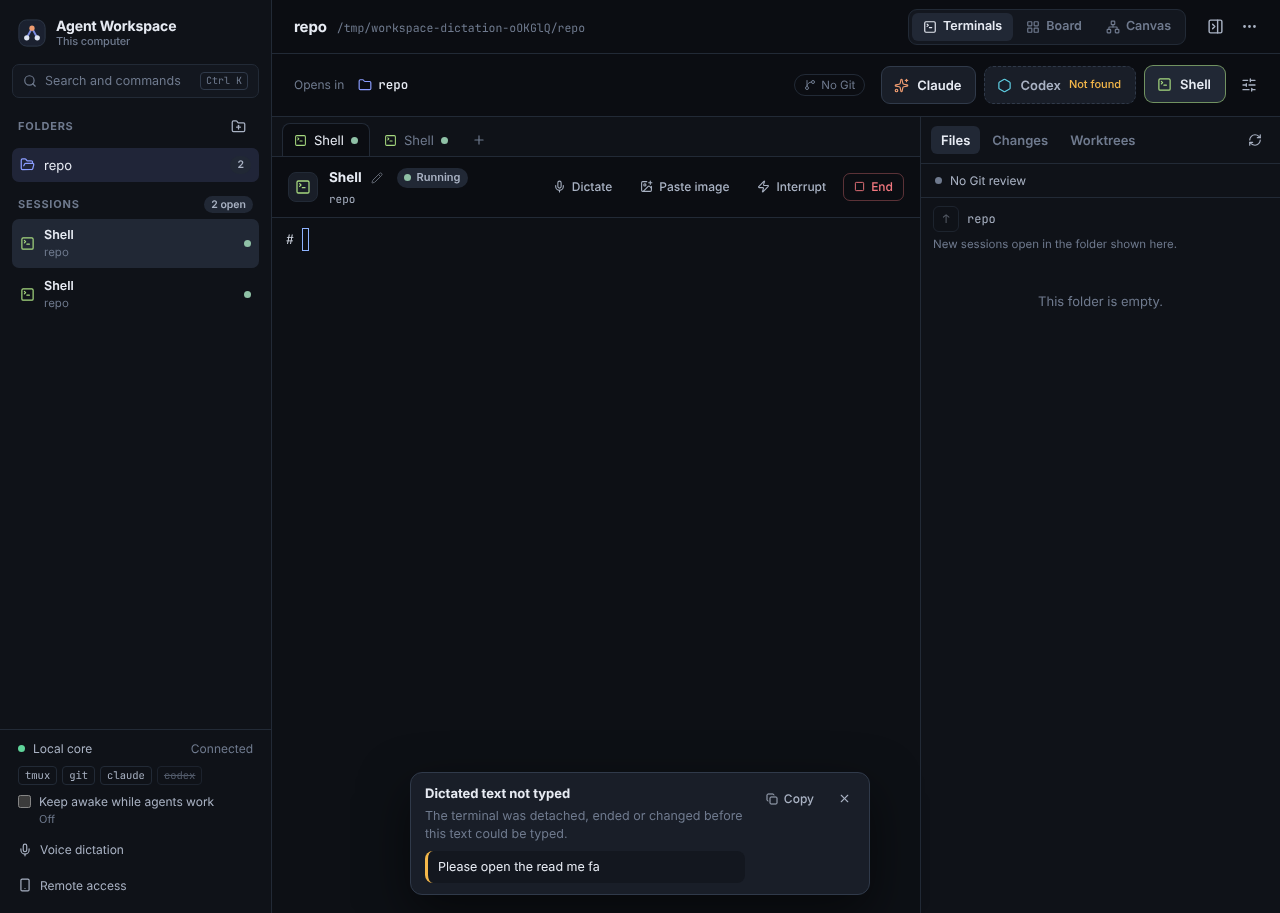 Agent Workspace
This computer
Search and commands Ctrl K
FOLDERS
repo 2
SESSIONS 2 open
Shell
repo
Shell
repo
Local core Connected
tmux git claude codex
Keep awake while agents work
Off
Voice dictation
Remote access
repo /tmp/workspace-dictation-oOKGlQ/repo
Terminals Board Canvas
Opens in repo
No Git Claude Codex Not found Shell
Shell Shell +
Shell Running
repo
Dictate Paste image Interrupt End
#
Files Changes Worktrees
No Git review
repo
New sessions open in the folder shown here.
This folder is empty.
Dictated text not typed
The terminal was detached, ended or changed before
this text could be typed.
Please open the read me fa
Copy